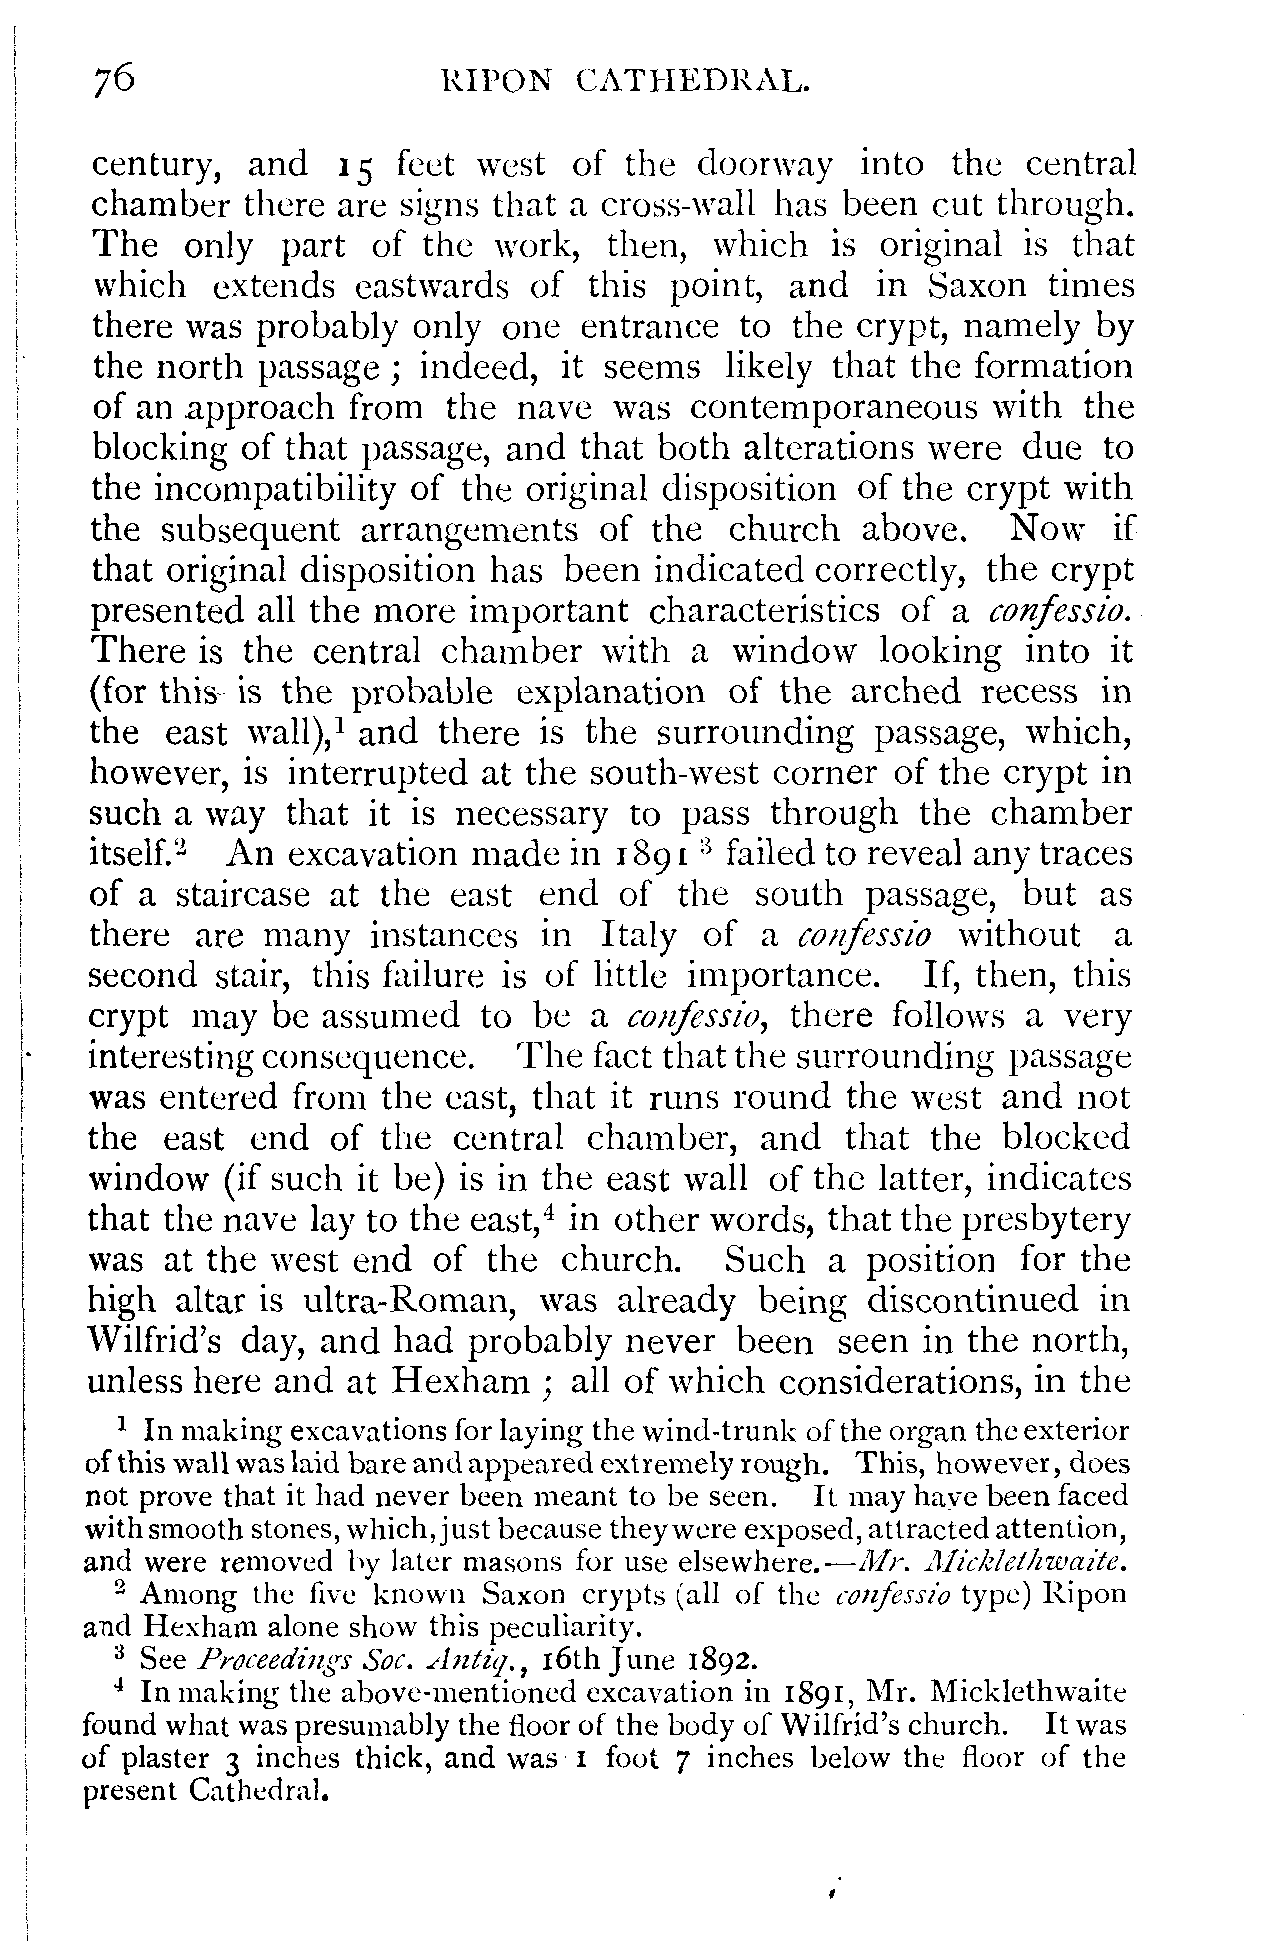 76 RIPON CATHEDRAL.
century, and 15 feet west of the doorway into the central
chamber there are signs that a cross-wall has been cut through.
The only part of the work, then, which is original is that
which extends eastwards of this point, and in Saxon times
there was probably only one entrance to the crypt, namely by
the north passage ; indeed, it seems likely that the formation
of an approach from the nave was contemporaneous with the
blocking of that passage, and that both alterations were due to
the incompatibility of the original disposition of the crypt with
the subsequent arrangements of the church above. Now if
that original disposition has been indicated correctly, the crypt
presented all the more important characteristics of a confessio.
There is the central chamber with a window looking into it
(for this is the probable explanation of the arched recess in
the east wall),¹ and there is the surrounding passage, which,
however, is interrupted at the south-west corner of the crypt in
such a way that it is necessary to pass through the chamber
itself.² An excavation made in 1891 ³ failed to reveal any traces
of a staircase at the east end of the south passage, but as
there are many instances in Italy of a confessio without a
second stair, this failure is of little importance. If, then, this
crypt may be assumed to be a confessio, there follows a very
interesting consequence. The fact that the surrounding passage
was entered from the east, that it runs round the west and not
the east end of the central chamber, and that the blocked
window (if such it be) is in the east wall of the latter, indicates
that the nave lay to the east,⁴ in other words, that the presbytery
was at the west end of the church. Such a position for the
high altar is ultra-Roman, was already being discontinued in
Wilfrid's day, and had probably never been seen in the north,
unless here and at Hexham ; all of which considerations, in the
¹ In making excavations for laying the wind-trunk of the organ the exterior
of this wall was laid bare and appeared extremely rough. This, however, does
not prove that it had never been meant to be seen. It may have been faced
with smooth stones, which, just because they were exposed, attracted attention,
and were removed by later masons for use elsewhere.—Mr. Micklethwaite.
² Among the five known Saxon crypts (all of the confessio type) Ripon
and Hexham alone show this peculiarity.
³ See Proceedings Soc. Antiq., 16th June 1892.
⁴ In making the above-mentioned excavation in 1891, Mr. Micklethwaite
found what was presumably the floor of the body of Wilfrid's church. It was
of plaster 3 inches thick, and was 1 foot 7 inches below the floor of the
present Cathedral.